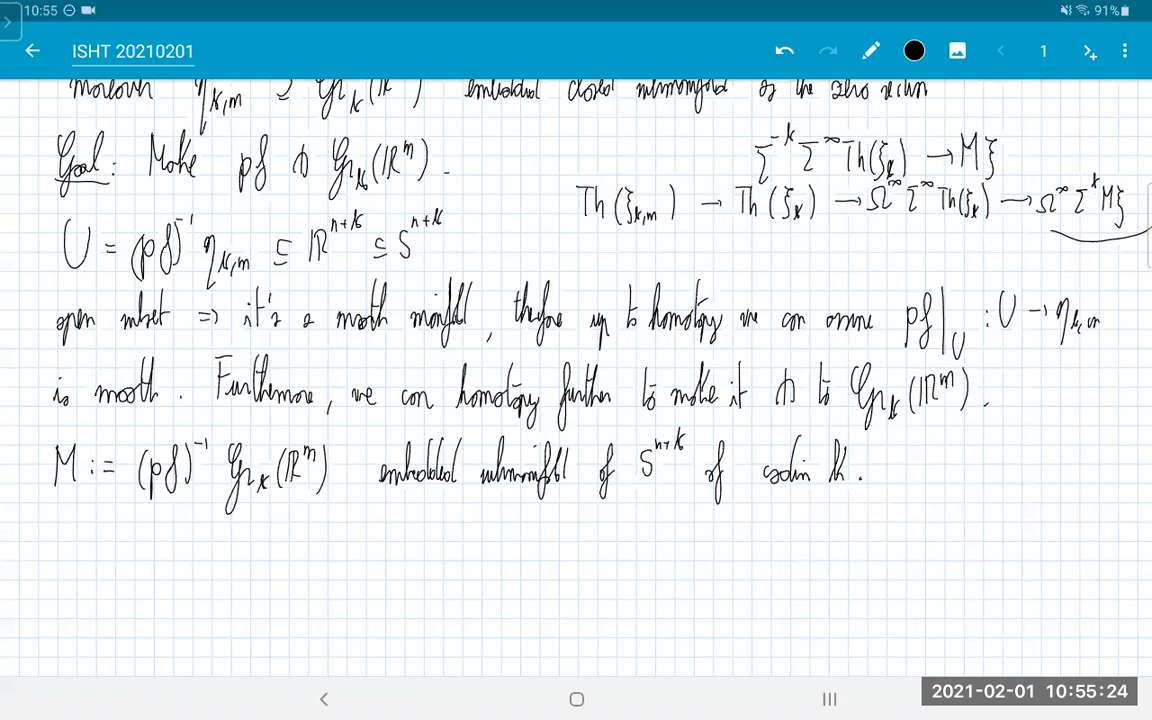 10:55 91%
ISHT 20210201 1
Moreover η_{k,m} ⊇ Gr_k(ℝ^m) embedded closed submanifold of the zero section
Goal: Make pf ⋔ Gr_k(ℝ^m).
Σ^{-k} Σ^∞ Th(ξ_k) → Mξ
Th(ξ_{k,m}) → Th(ξ_k) → Ω^∞ Σ^∞ Th(ξ_k) → Ω^∞ Σ^k Mξ
U = (pf)^{-1} η_{k,m} ⊆ ℝ^{n+k} ⊆ S^{n+k}
open subset ⇒ it's a smooth manifold, therefore up to homotopy we can assume pf|_U : U → η_{k,m}
is smooth. Furthermore, we can homotopy further to make it ⋔ to Gr_k(ℝ^m).
M := (pf)^{-1} Gr_k(ℝ^m) embedded submanifold of S^{n+k} of codim k.
2021-02-01 10:55:24